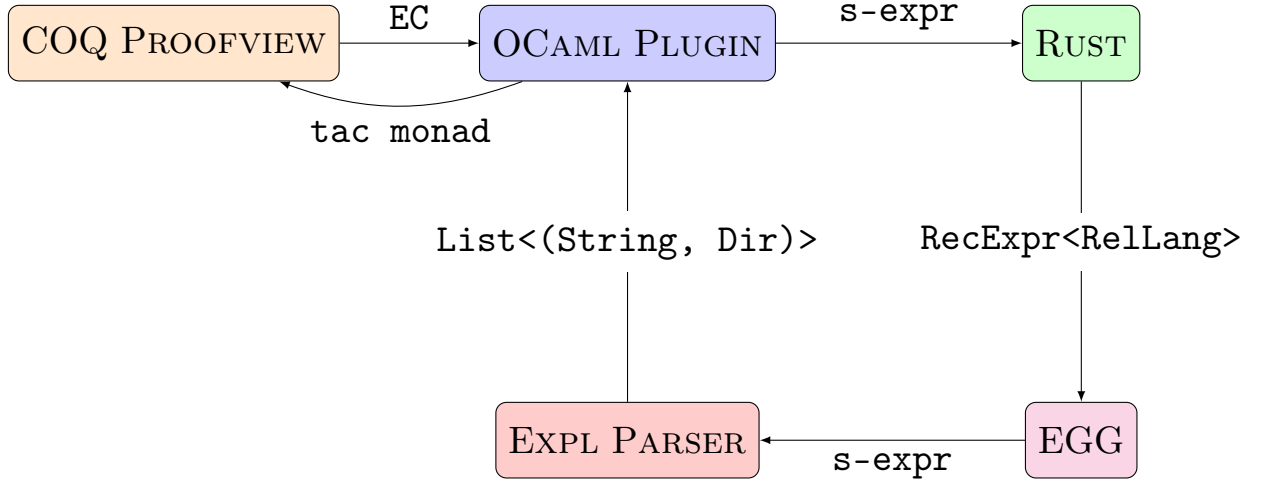 EC
s-expr
COQ PROOFVIEW
OCAML PLUGIN
RUST
tac monad
List<(String, Dir)>
RecExpr<RelLang>
EXPL PARSER
s-expr
EGG